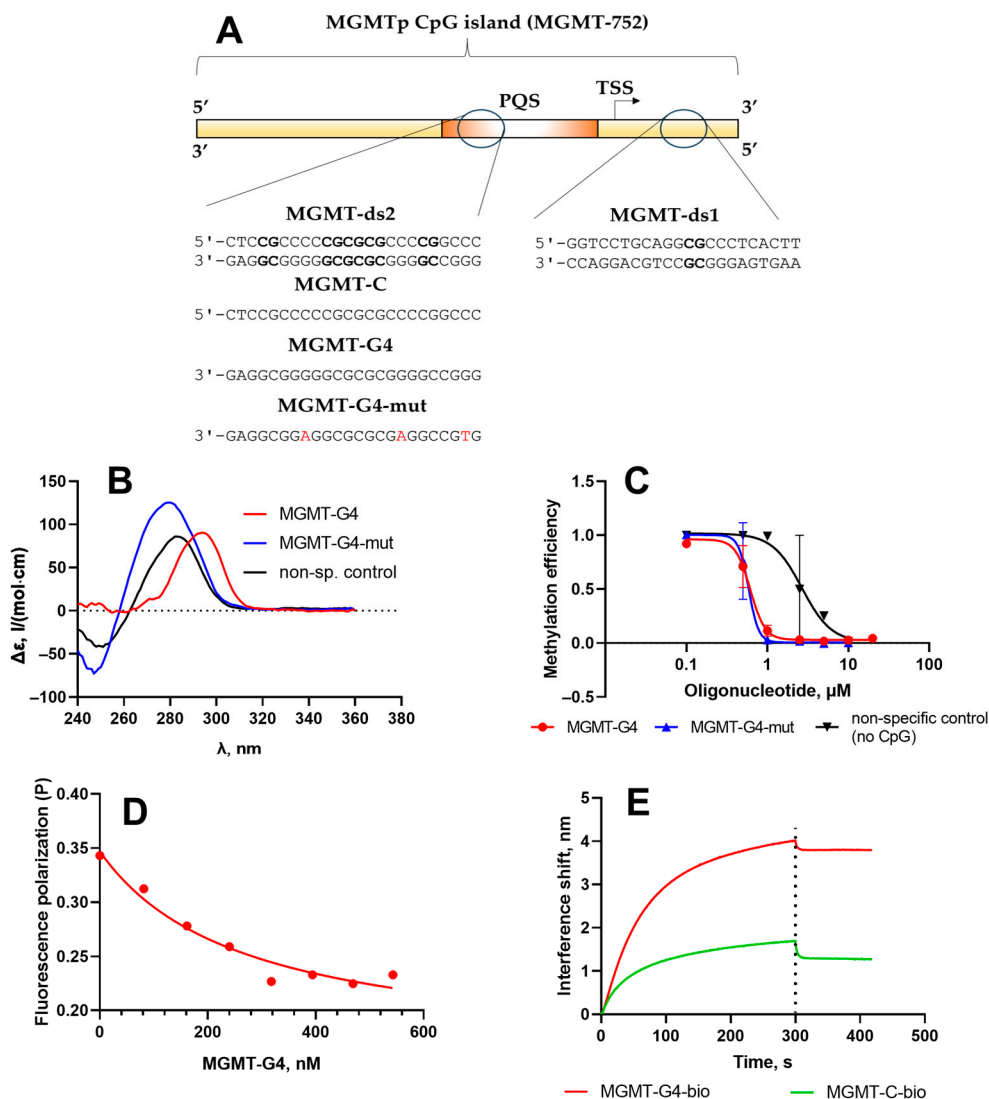 MGMTp CpG island (MGMT-752)
A
TSS
PQS
5′
3′
3′
5′
MGMT-ds2
MGMT-ds1
5'-CTCCGCCCCCCGCGCGCCCCGGCCC
3'-GAGGCGGGGGGCGCGCGGGGCCGGG
5'-GGTCCTGCAGGCGCCCTCACTT
3'-CCAGGACGTCCGCGGGAGTGAA
MGMT-C
5'-CTCCGCCCCCGCGCGCCCCGGCCC
MGMT-G4
3'-GAGGCGGGGGCGCGCGGGGCCGGG
MGMT-G4-mut
3'-GAGGCGGAGGCGCGCGAGGCCGTG
B
150
100
50
0
−50
−100
Δε, l/(mol·cm)
MGMT-G4
MGMT-G4-mut
non-sp. control
240 260 280 300 320 340 360 380
λ, nm
C
1.5
1.0
0.5
0.0
−0.5
Methylation efficiency
0.1 1 10 100
Oligonucleotide, μM
MGMT-G4 MGMT-G4-mut non-specific control
(no CpG)
D
0.40
0.35
0.30
0.25
0.20
Fluorescence polarization (P)
0 200 400 600
MGMT-G4, nM
E
5
4
3
2
1
0
Interference shift, nm
0 100 200 300 400 500
Time, s
MGMT-G4-bio MGMT-C-bio